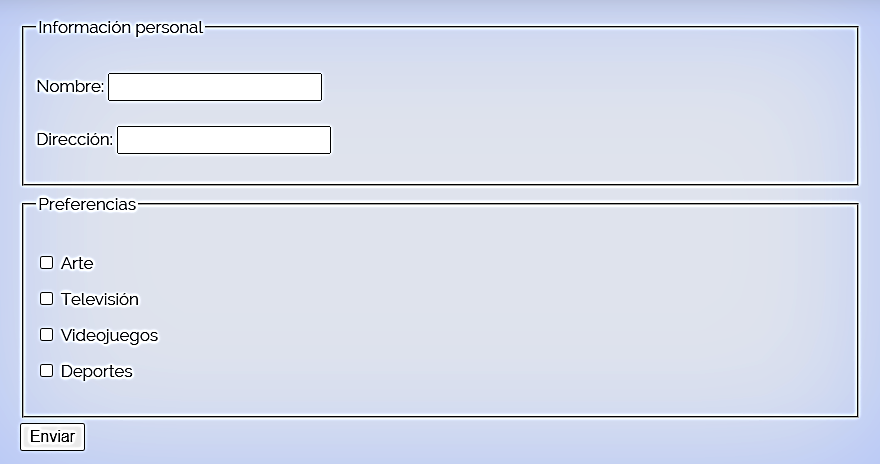 Información personal
Nombre:
Dirección:
Preferencias
Arte
Televisión
Videojuegos
Deportes
Enviar